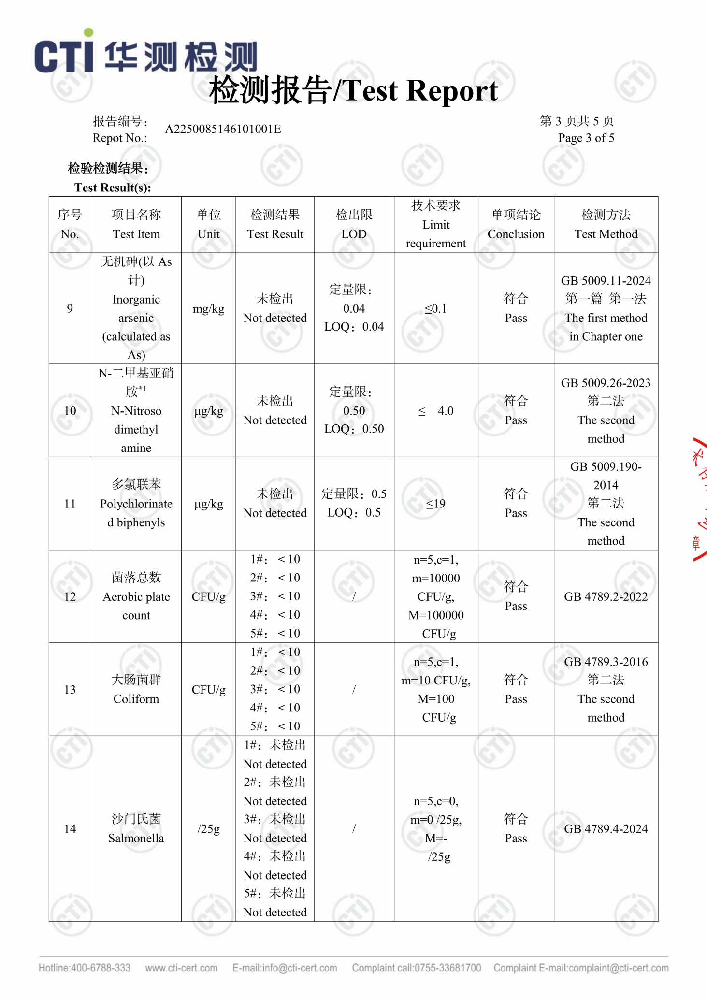 CTI 华测检测
检测报告/Test Report
报告编号：
Repot No.:
A2250085146101001E
第 3 页共 5 页
Page 3 of 5
检验检测结果：
Test Result(s):
序号
No.
项目名称
Test Item
单位
Unit
检测结果
Test Result
检出限
LOD
技术要求
Limit
requirement
单项结论
Conclusion
检测方法
Test Method
9
无机砷(以 As
计)
Inorganic
arsenic
(calculated as
As)
mg/kg
未检出
Not detected
定量限：
0.04
LOQ：0.04
≤0.1
符合
Pass
GB 5009.11-2024
第一篇 第一法
The first method
in Chapter one
10
N-二甲基亚硝
胺*1
N-Nitroso
dimethyl
amine
μg/kg
未检出
Not detected
定量限：
0.50
LOQ：0.50
≤ 4.0
符合
Pass
GB 5009.26-2023
第二法
The second
method
11
多氯联苯
Polychlorinate
d biphenyls
μg/kg
未检出
Not detected
定量限：0.5
LOQ：0.5
≤19
符合
Pass
GB 5009.190-
2014
第二法
The second
method
12
菌落总数
Aerobic plate
count
CFU/g
1#：＜10
2#：＜10
3#：＜10
4#：＜10
5#：＜10
/
n=5,c=1,
m=10000
CFU/g,
M=100000
CFU/g
符合
Pass
GB 4789.2-2022
13
大肠菌群
Coliform
CFU/g
1#：＜10
2#：＜10
3#：＜10
4#：＜10
5#：＜10
/
n=5,c=1,
m=10 CFU/g,
M=100
CFU/g
符合
Pass
GB 4789.3-2016
第二法
The second
method
14
沙门氏菌
Salmonella
/25g
1#：未检出
Not detected
2#：未检出
Not detected
3#：未检出
Not detected
4#：未检出
Not detected
5#：未检出
Not detected
/
n=5,c=0,
m=0 /25g,
M=-
/25g
符合
Pass
GB 4789.4-2024
章
Hotline:400-6788-333 www.cti-cert.com E-mail:info@cti-cert.com Complaint call:0755-33681700 Complaint E-mail:complaint@cti-cert.com